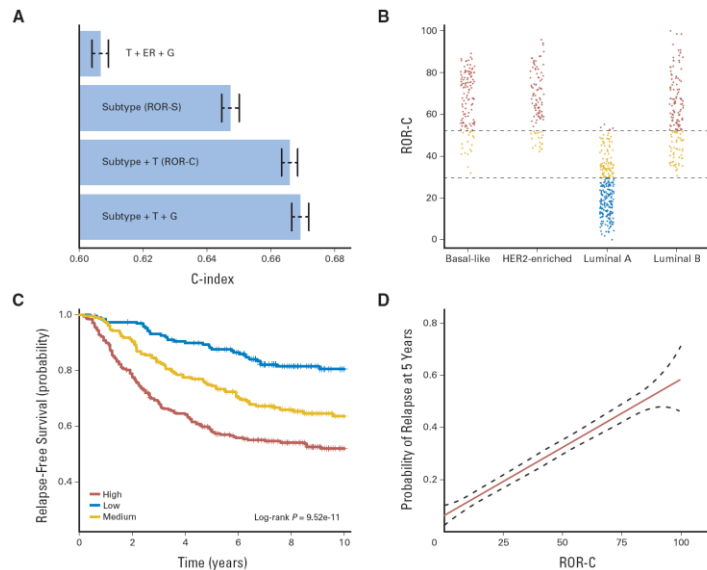 A
T + ER + G
Subtype (ROR-S)
Subtype + T (ROR-C)
Subtype + T + G
0.60 0.62 0.64 0.66 0.68
C-index
B
ROR-C
100
80
60
40
20
0
Basal-like HER2-enriched Luminal A Luminal B
C
Relapse-Free Survival (probability)
1.0
0.8
0.6
0.4
High
Low
Medium
Log-rank P = 9.52e-11
0 2 4 6 8 10
Time (years)
D
Probability of Relapse at 5 Years
0.8
0.6
0.4
0.2
0 25 50 75 100
ROR-C